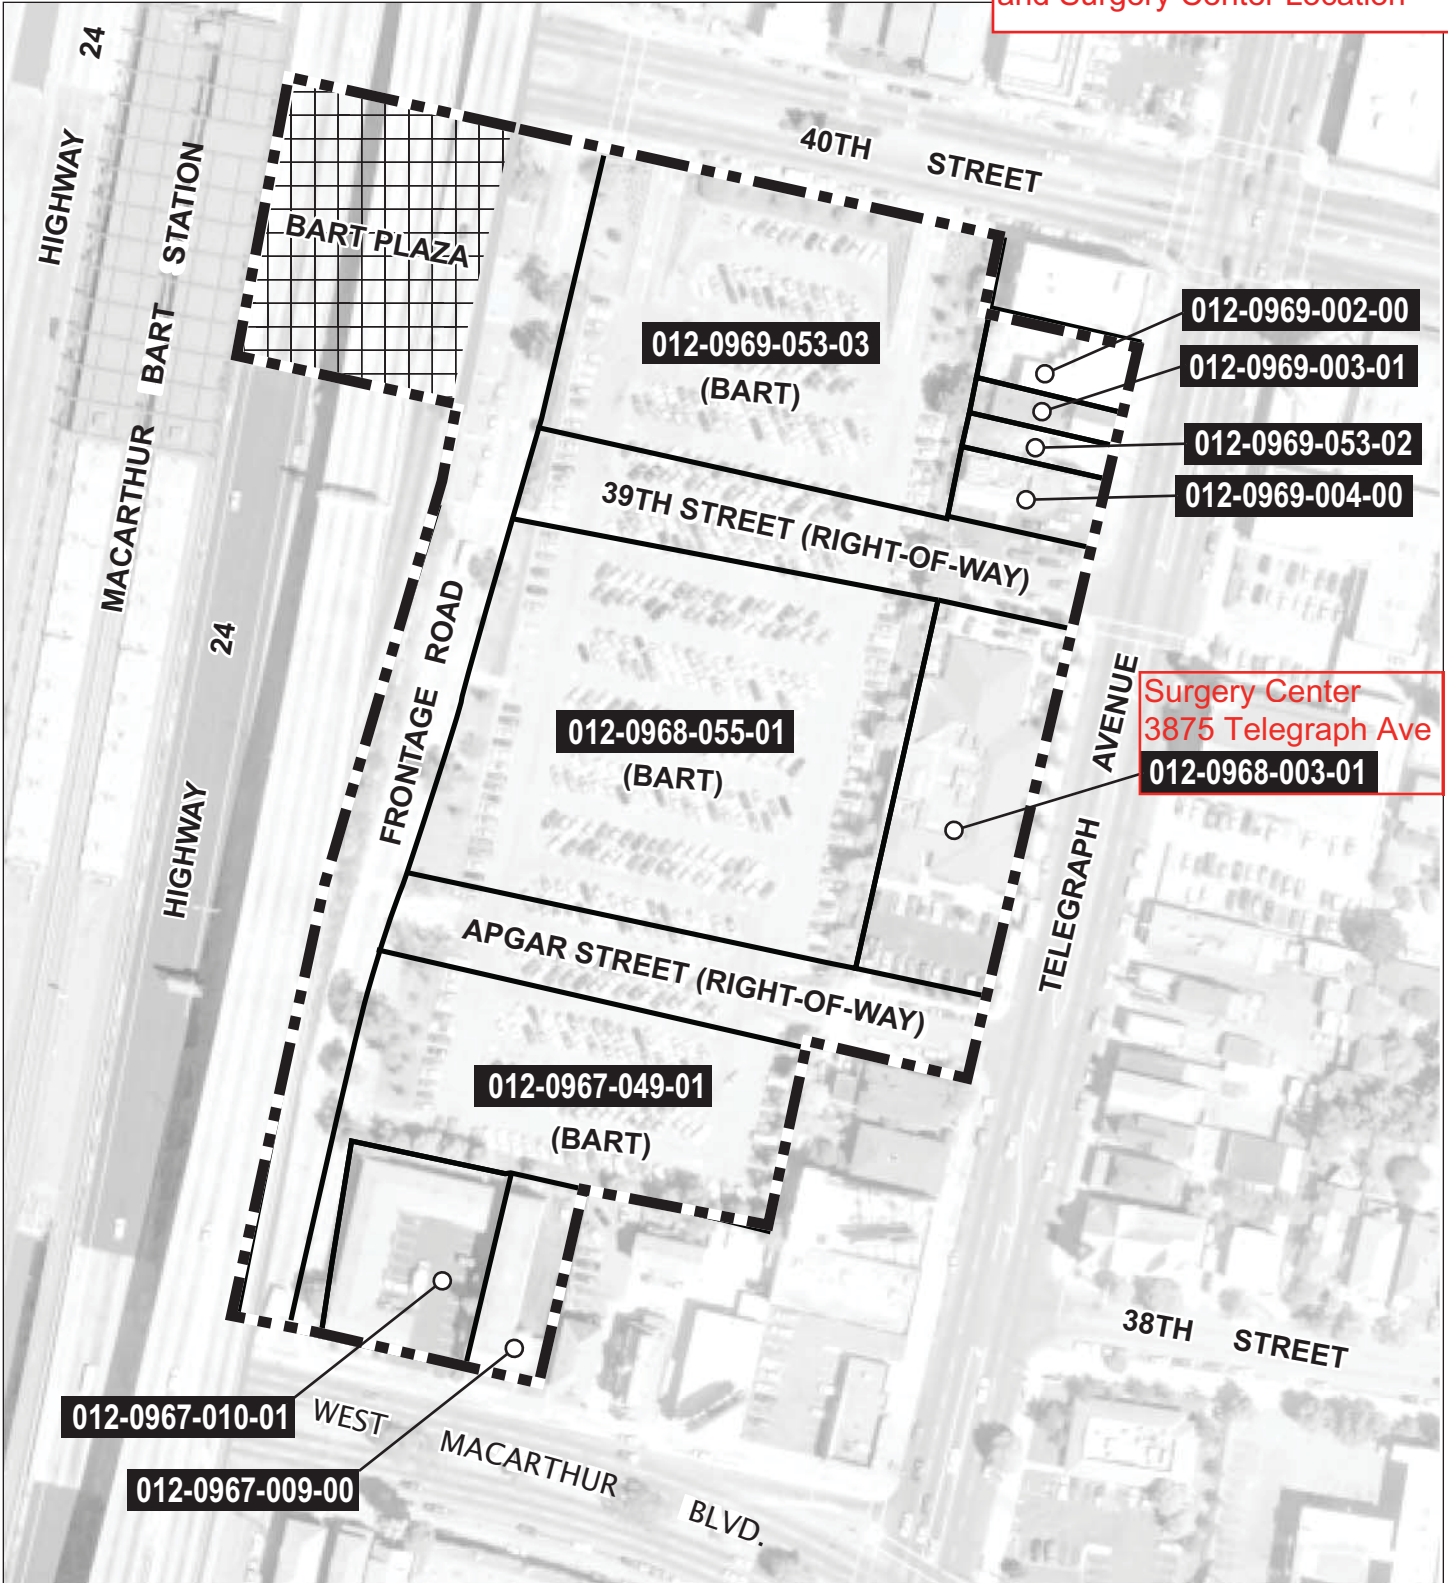 and Surgery Center Location
24
HIGHWAY
MACARTHUR BART STATION
BART PLAZA
40TH STREET
012-0969-053-03
(BART)
012-0969-002-00
012-0969-003-01
012-0969-053-02
012-0969-004-00
39TH STREET (RIGHT-OF-WAY)
FRONTAGE ROAD
24
HIGHWAY
012-0968-055-01
(BART)
Surgery Center
3875 Telegraph Ave
012-0968-003-01
TELEGRAPH AVENUE
APGAR STREET (RIGHT-OF-WAY)
012-0967-049-01
(BART)
38TH STREET
012-0967-010-01
012-0967-009-00
WEST MACARTHUR BLVD.